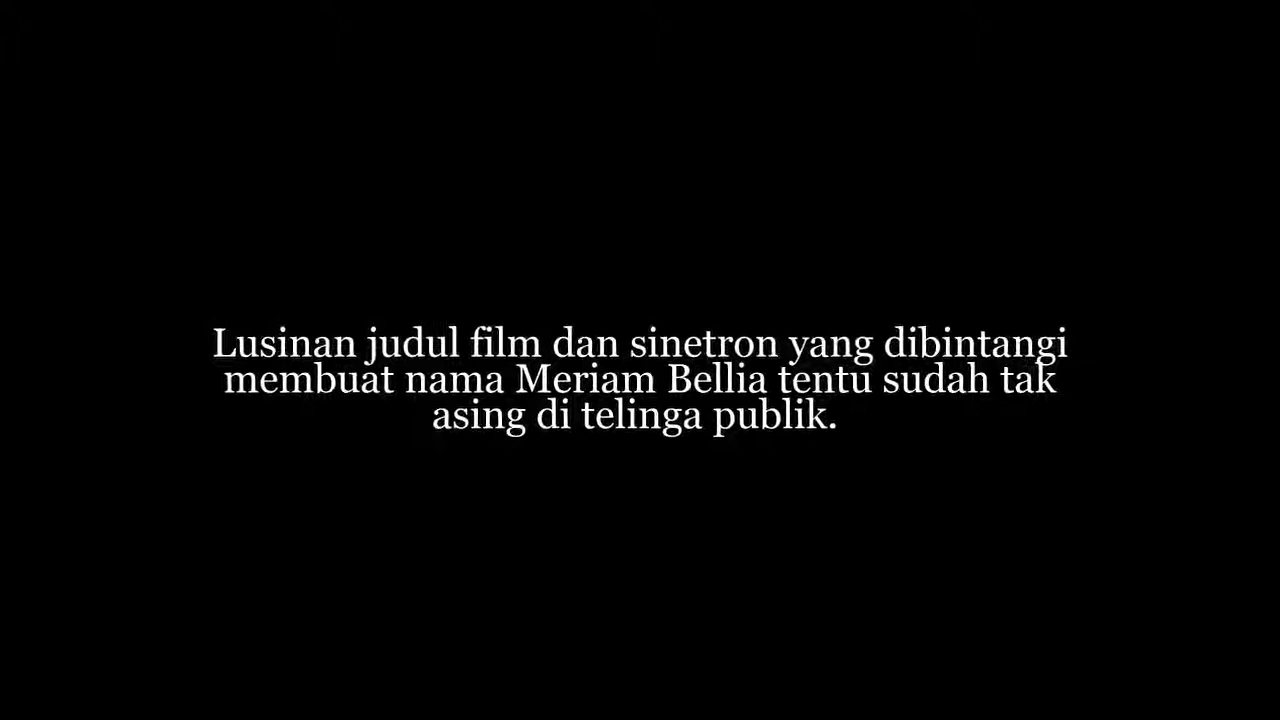 Lusinan judul film dan sinetron yang dibintangi
membuat nama Meriam Bellia tentu sudah tak
asing di telinga publik.